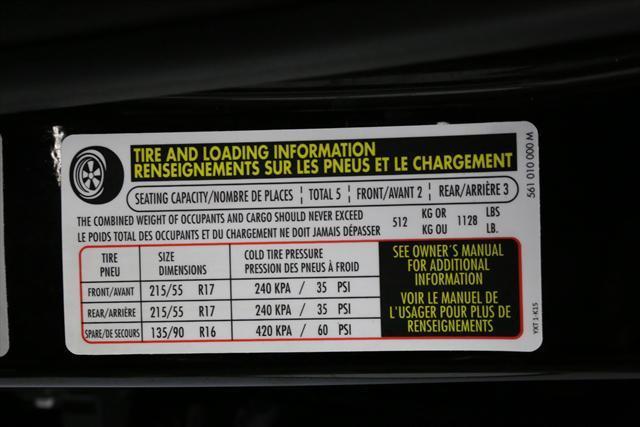 TIRE AND LOADING INFORMATION
RENSEIGNEMENTS SUR LES PNEUS ET LE CHARGEMENT
SEATING CAPACITY/NOMBRE DE PLACES | TOTAL 5 | FRONT/AVANT 2 | REAR/ARRIÈRE 3
THE COMBINED WEIGHT OF OCCUPANTS AND CARGO SHOULD NEVER EXCEED 512 KG OR 1128 LBS
LE POIDS TOTAL DES OCCUPANTS ET DU CHARGEMENT NE DOIT JAMAIS DÉPASSER KG OU LB.
TIRE SIZE COLD TIRE PRESSURE
PNEU DIMENSIONS PRESSION DES PNEUS À FROID
FRONT/AVANT 215/55 R17 240 KPA / 35 PSI
REAR/ARRIÈRE 215/55 R17 240 KPA / 35 PSI
SPARE/DE SECOURS 135/90 R16 420 KPA / 60 PSI
SEE OWNER'S MANUAL
FOR ADDITIONAL
INFORMATION
VOIR LE MANUEL DE
L'USAGER POUR PLUS DE
RENSEIGNEMENTS
561 010 000 M
YXT 1-K15